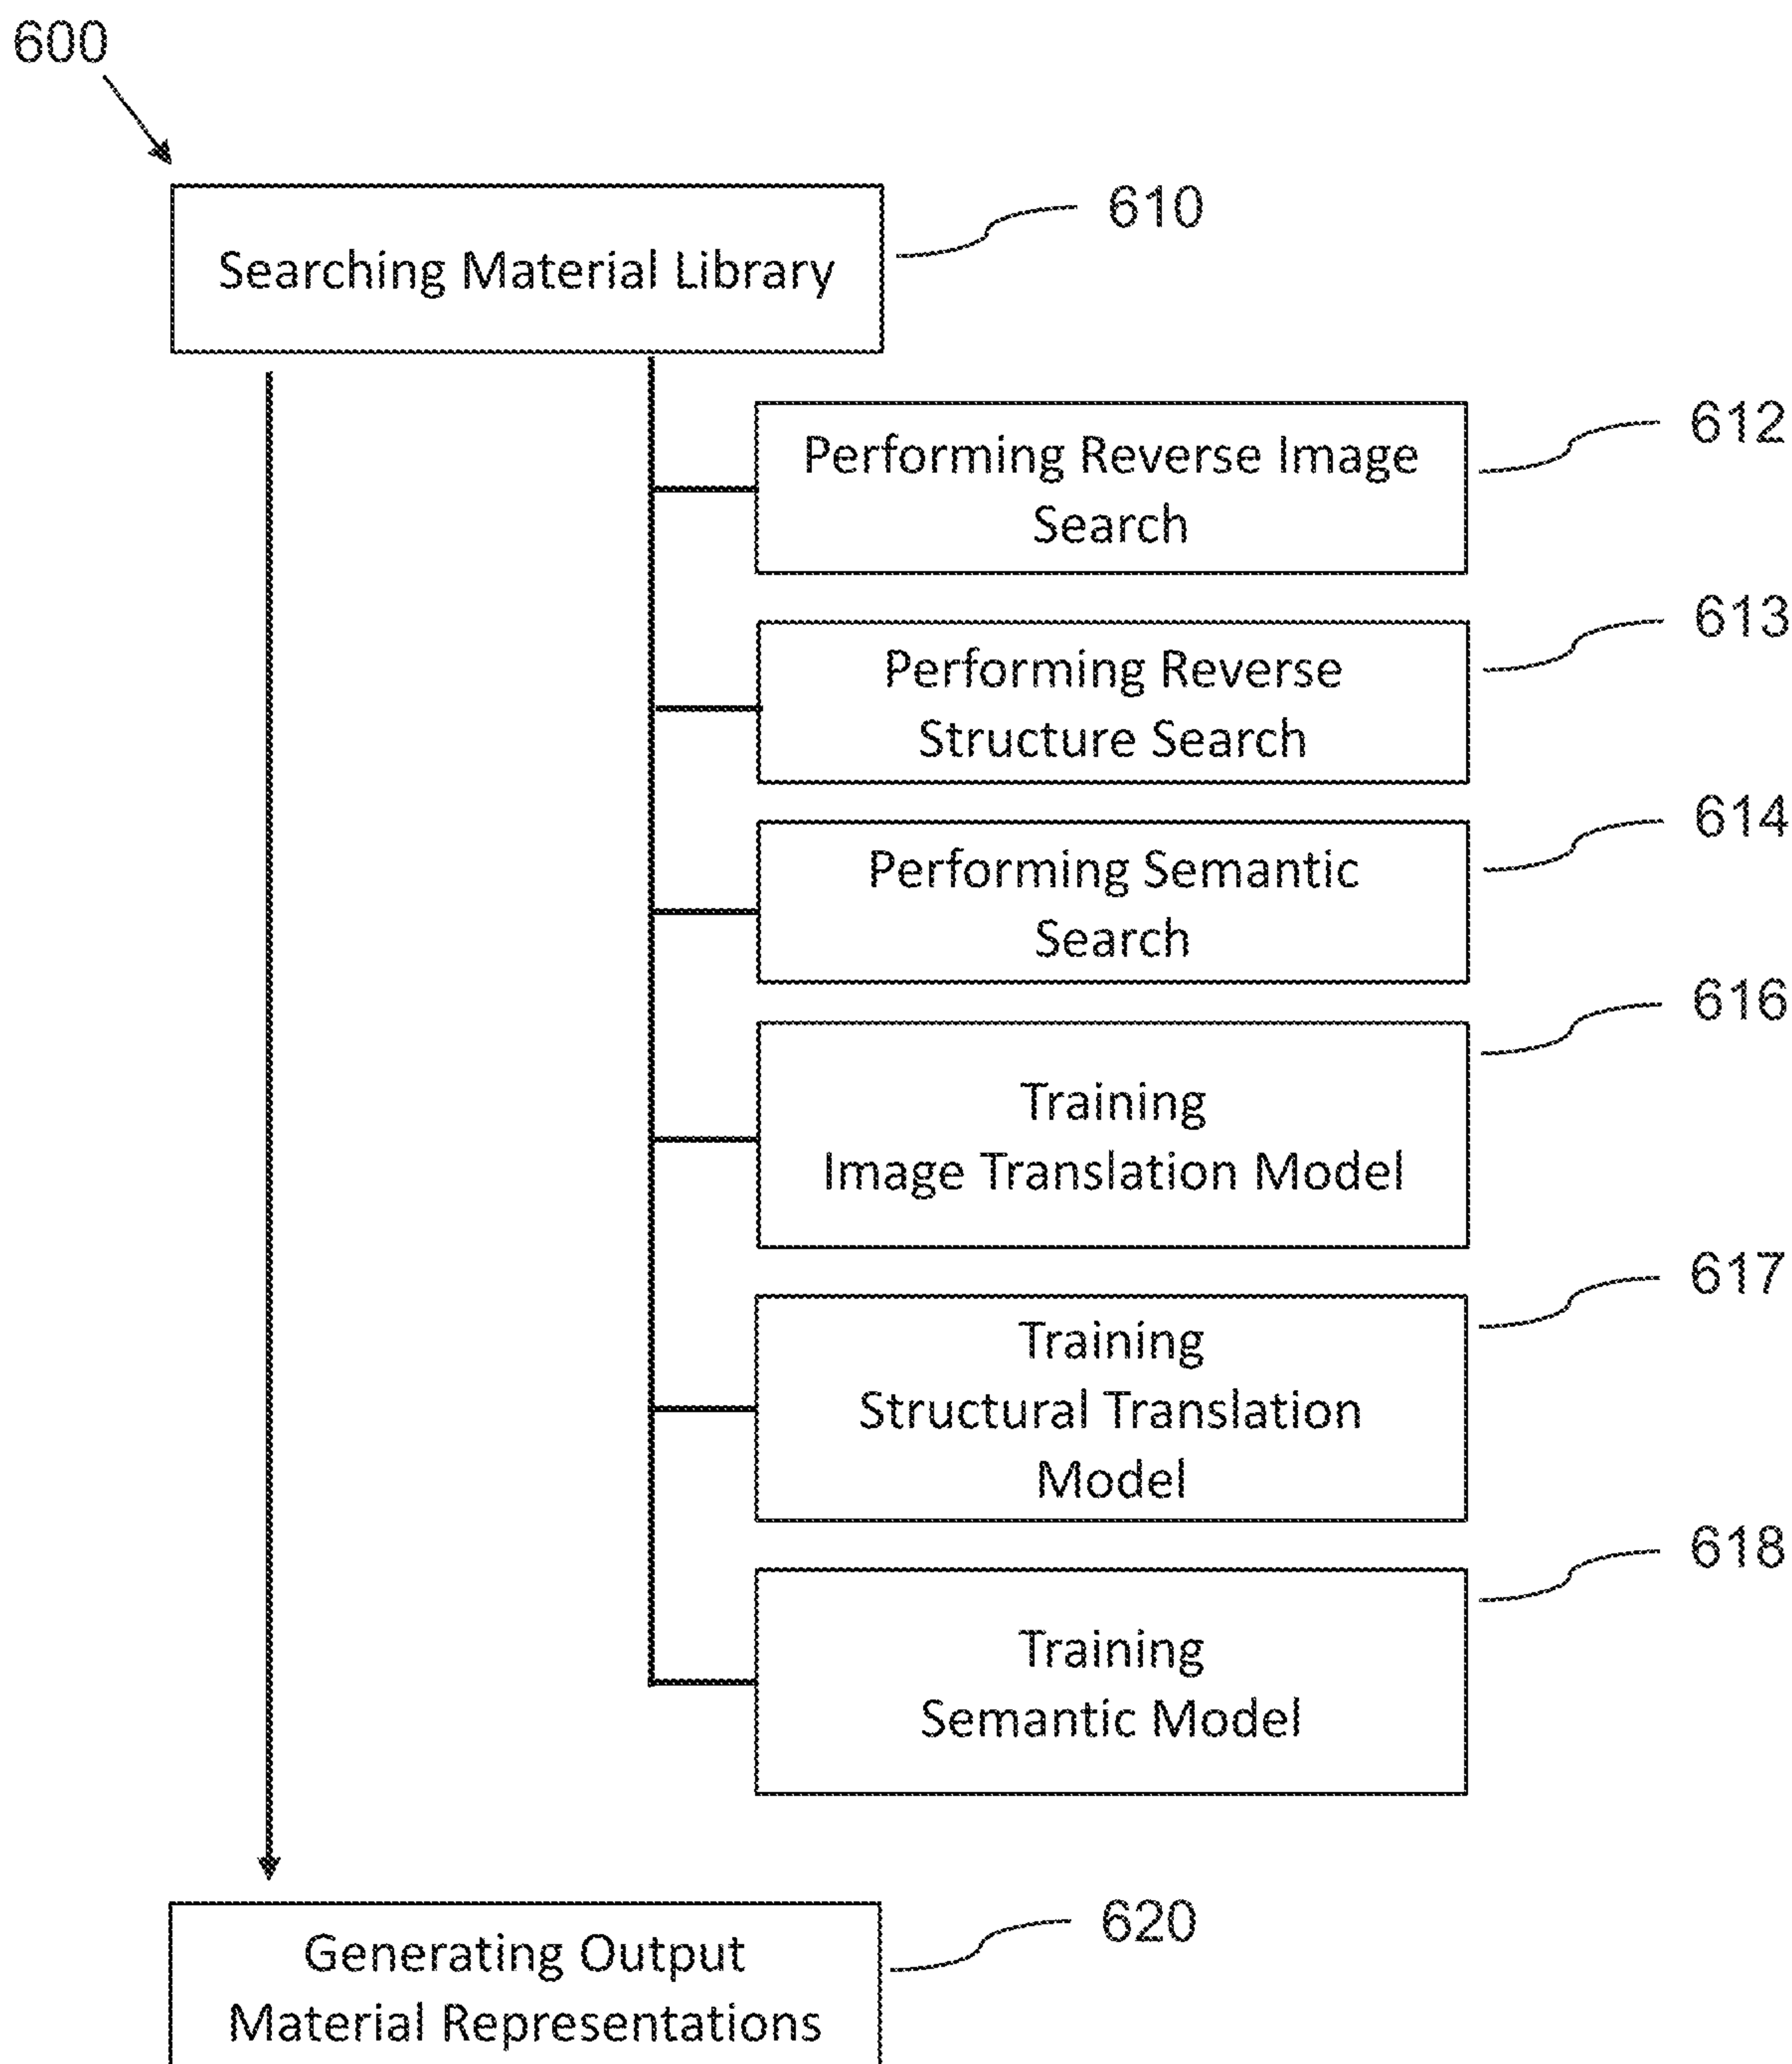 600
Searching Material Library
610
Performing Reverse Image
Search
612
Performing Reverse
Structure Search
613
Performing Semantic
Search
614
Training
Image Translation Model
616
Training
Structural Translation
Model
617
Training
Semantic Model
618
Generating Output
Material Representations
620